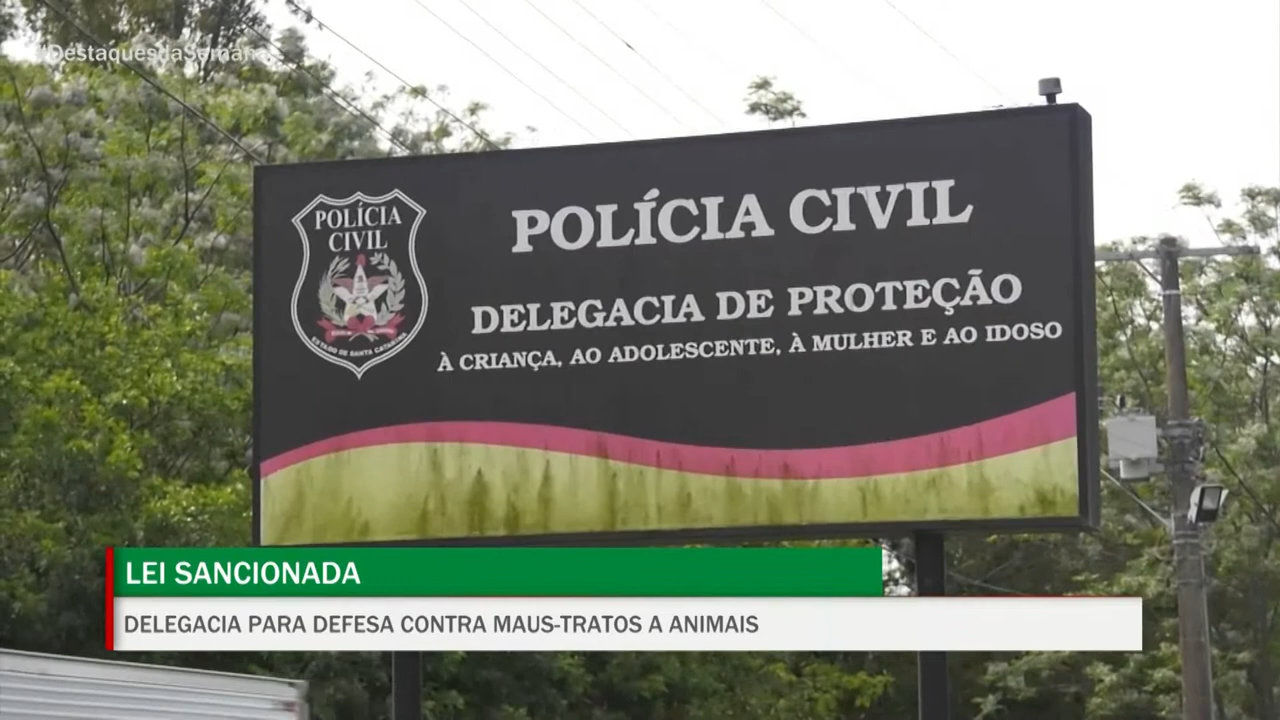 #DestaquesdaSemana
POLÍCIA CIVIL
DELEGACIA DE PROTEÇÃO
À CRIANÇA, AO ADOLESCENTE, À MULHER E AO IDOSO
POLÍCIA
CIVIL
ESTADO DE SANTA CATARINA
LEI SANCIONADA
DELEGACIA PARA DEFESA CONTRA MAUS-TRATOS A ANIMAIS